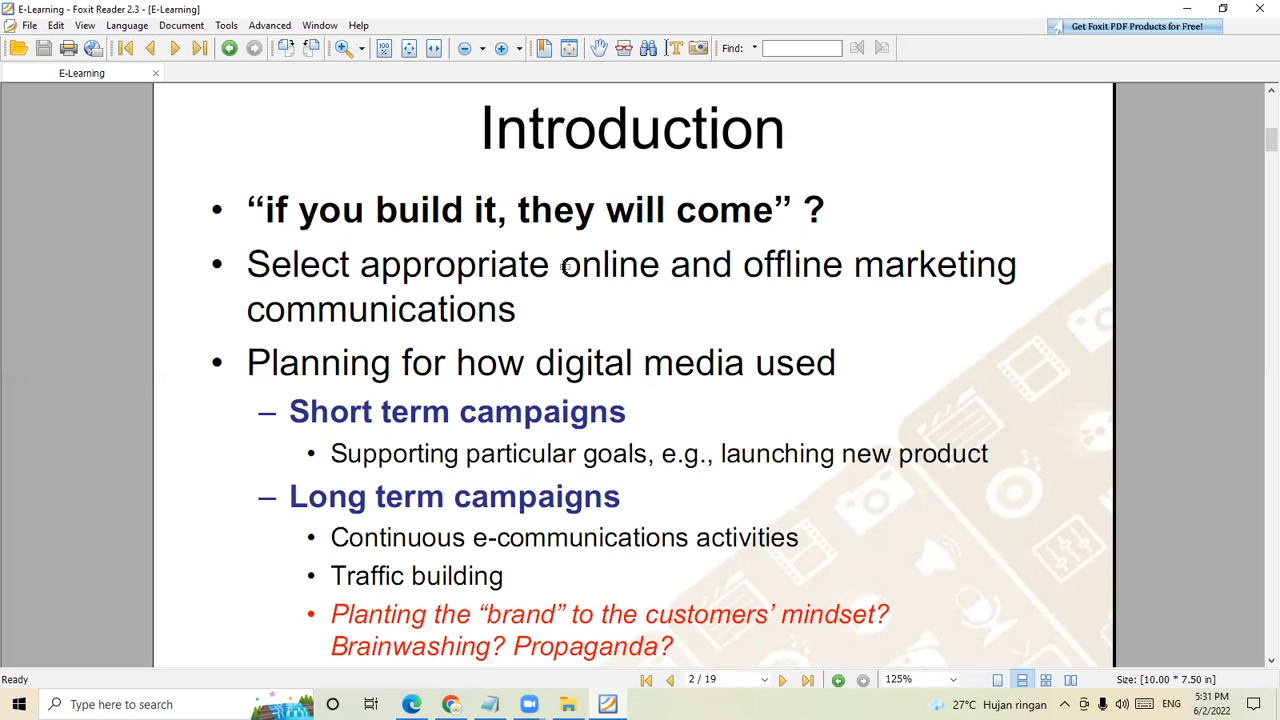 E-Learning - Foxit Reader 2.3 - [E-Learning]
File Edit View Language Document Tools Advanced Window Help
Get Foxit PDF Products for Free!
Find:
E-Learning
Introduction
• “if you build it, they will come” ?
• Select appropriate online and offline marketing
communications
• Planning for how digital media used
– Short term campaigns
• Supporting particular goals, e.g., launching new product
– Long term campaigns
• Continuous e-communications activities
• Traffic building
• Planting the “brand” to the customers’ mindset?
Brainwashing? Propaganda?
Ready
2 / 19
125%
Size: [10.00 * 7.50 in]
Type here to search
27°C Hujan ringan
5:31 PM
6/2/2022